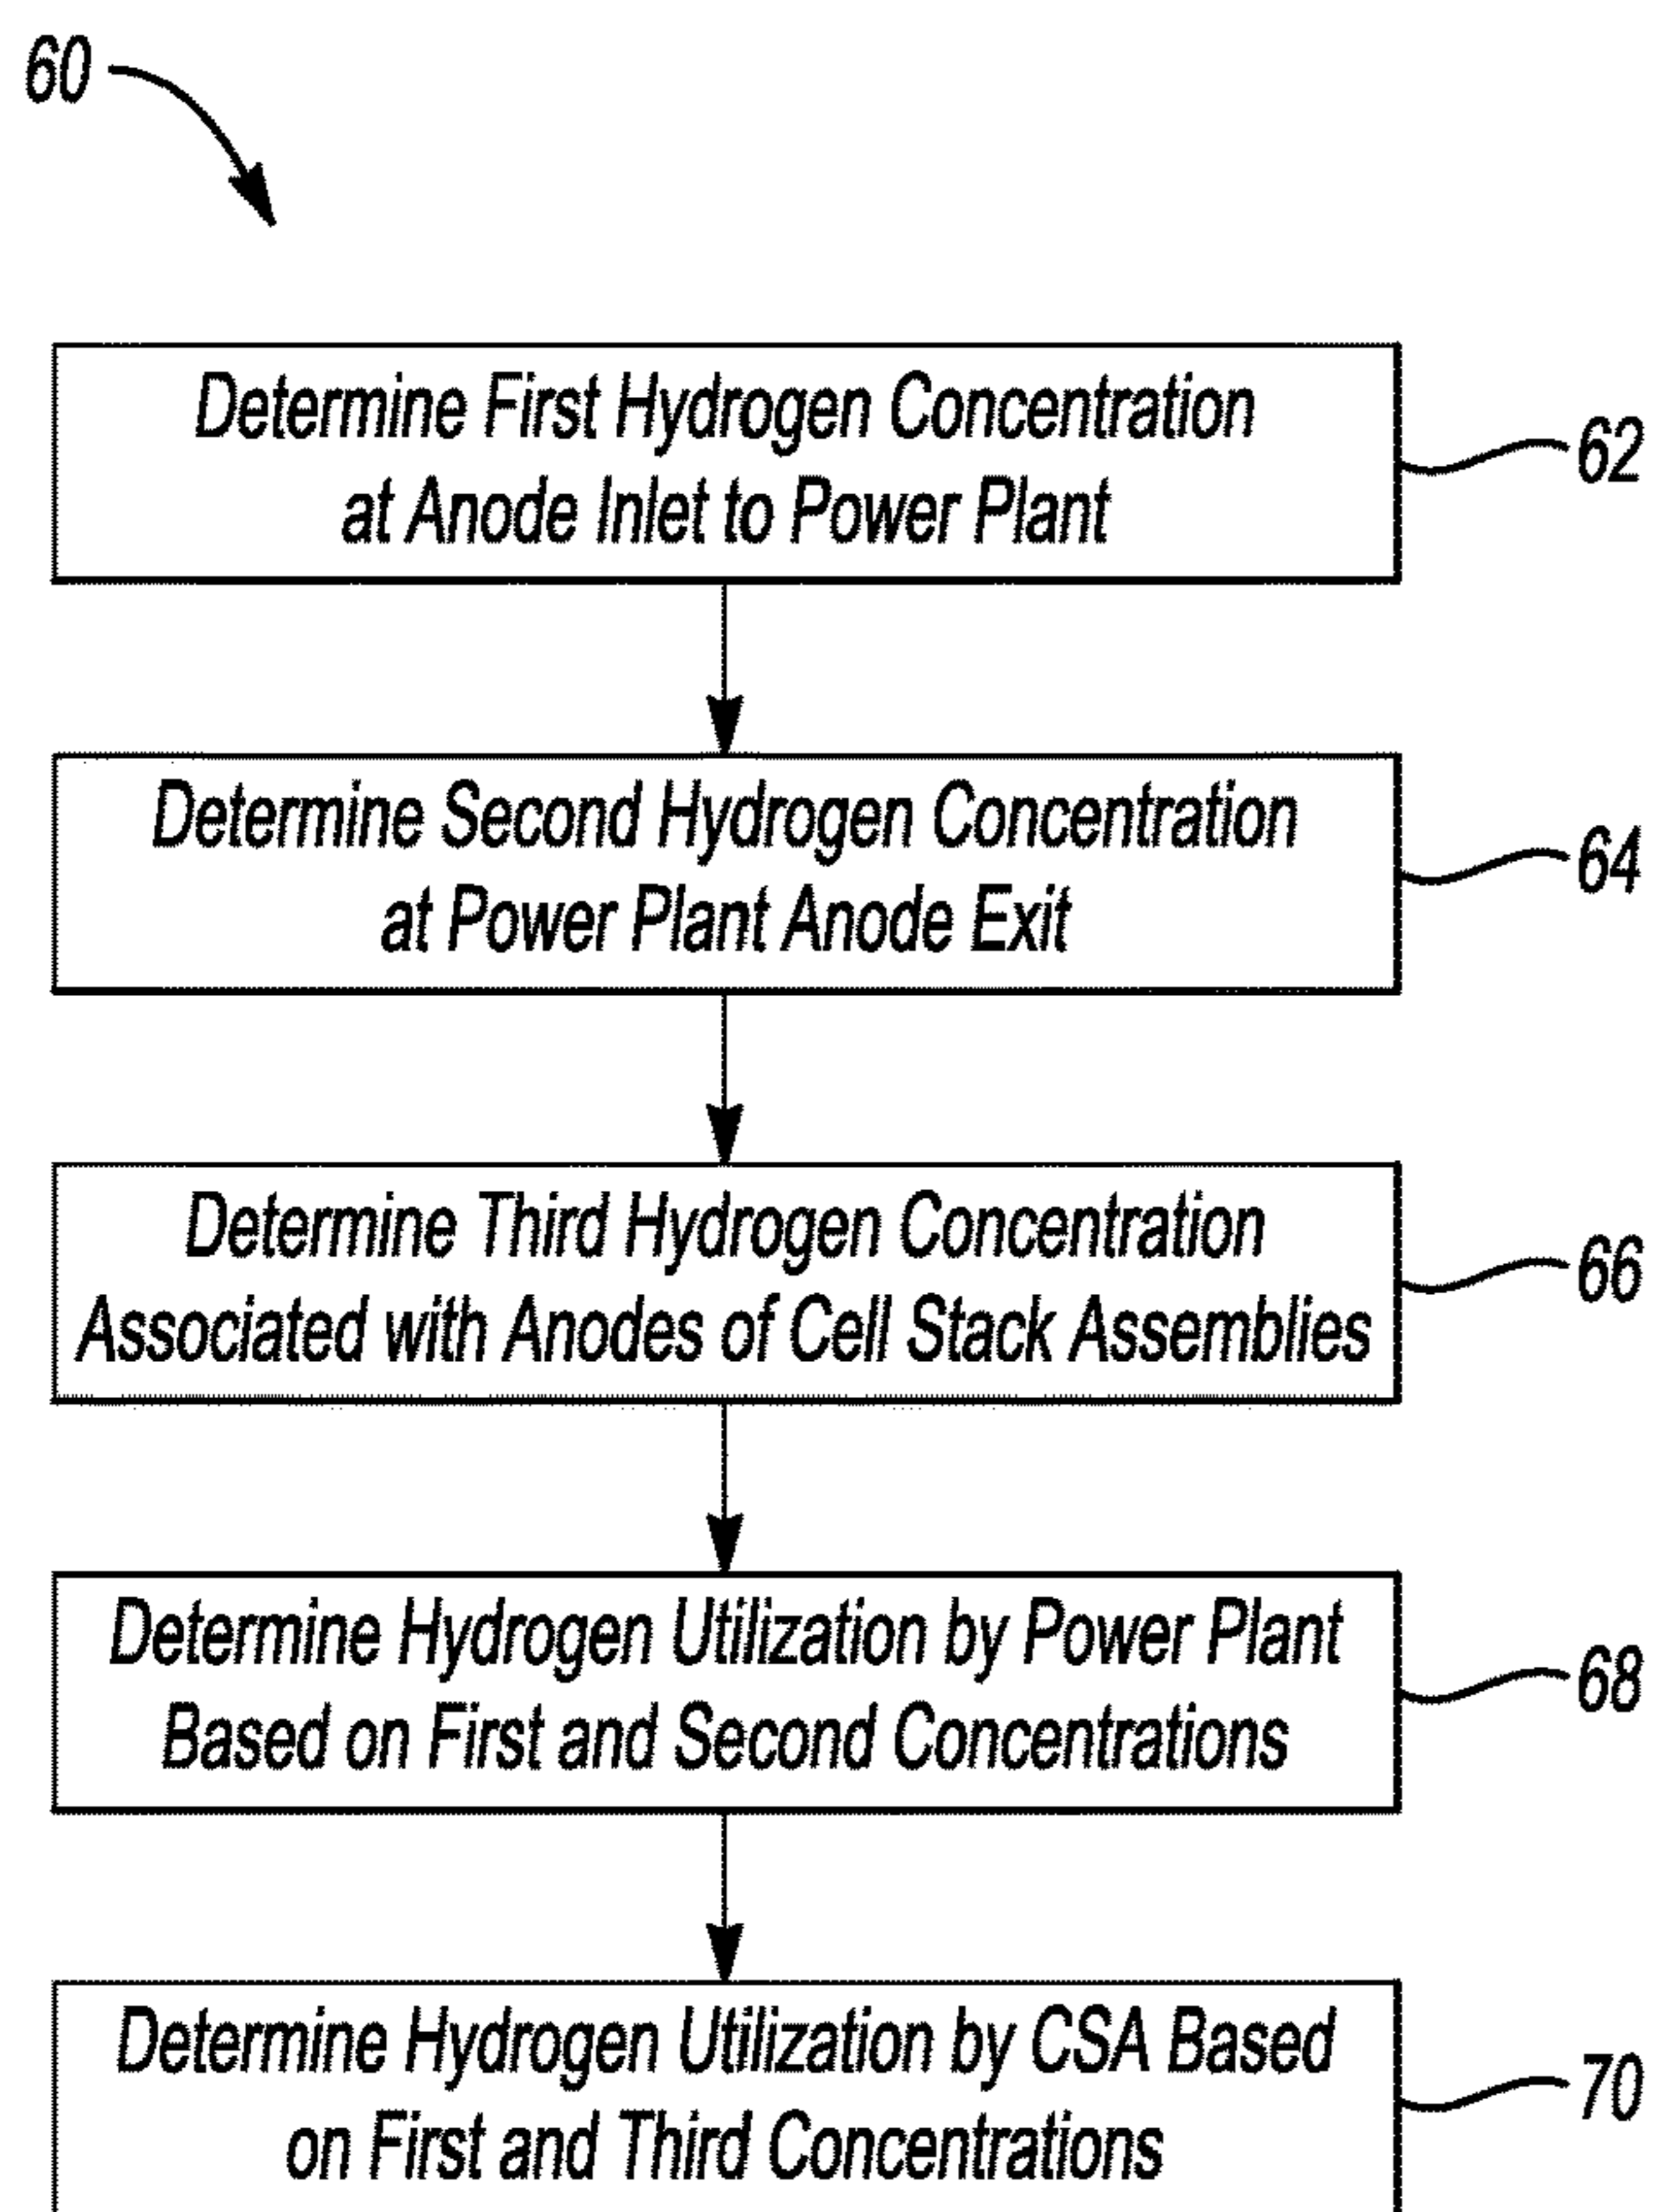 60
Determine First Hydrogen Concentration
at Anode Inlet to Power Plant
62
Determine Second Hydrogen Concentration
at Power Plant Anode Exit
64
Determine Third Hydrogen Concentration
Associated with Anodes of Cell Stack Assemblies
66
Determine Hydrogen Utilization by Power Plant
Based on First and Second Concentrations
68
Determine Hydrogen Utilization by CSA Based
on First and Third Concentrations
70